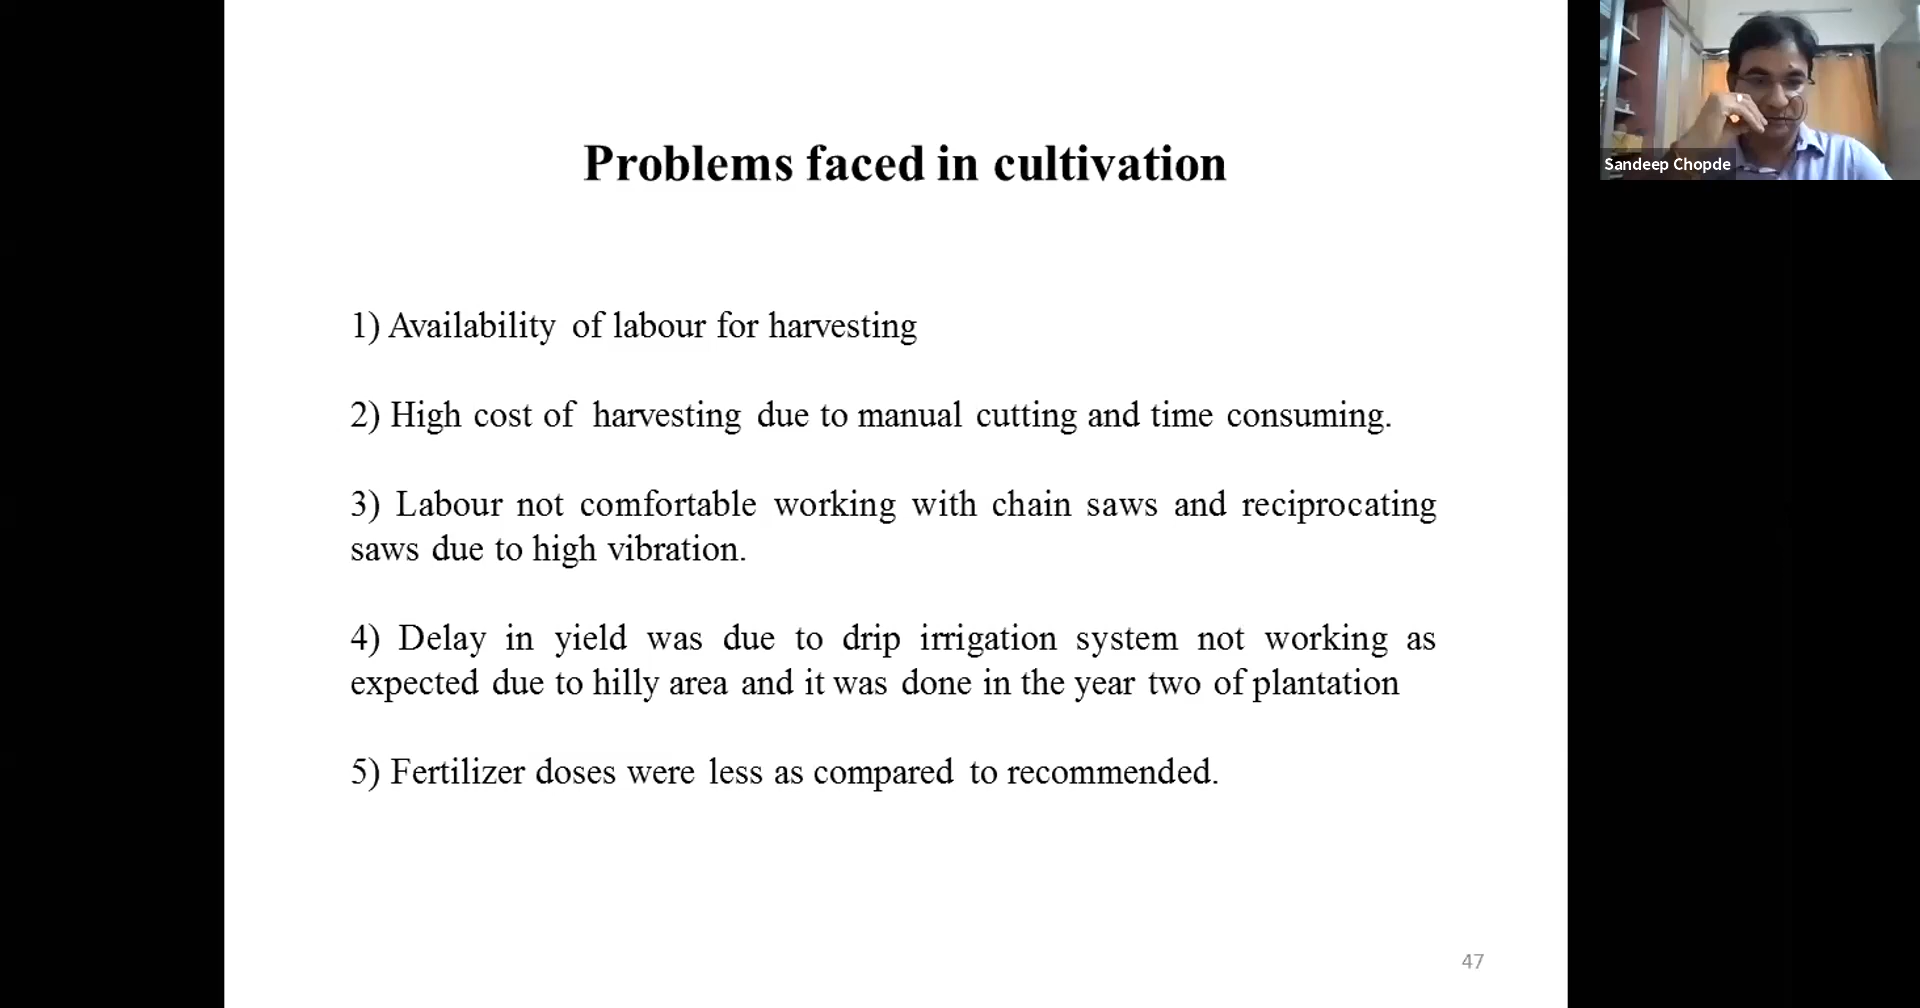 Problems faced in cultivation
1) Availability of labour for harvesting
2) High cost of harvesting due to manual cutting and time consuming.
3) Labour not comfortable working with chain saws and reciprocating
saws due to high vibration.
4) Delay in yield was due to drip irrigation system not working as
expected due to hilly area and it was done in the year two of plantation
5) Fertilizer doses were less as compared to recommended.
47
Sandeep Chopde